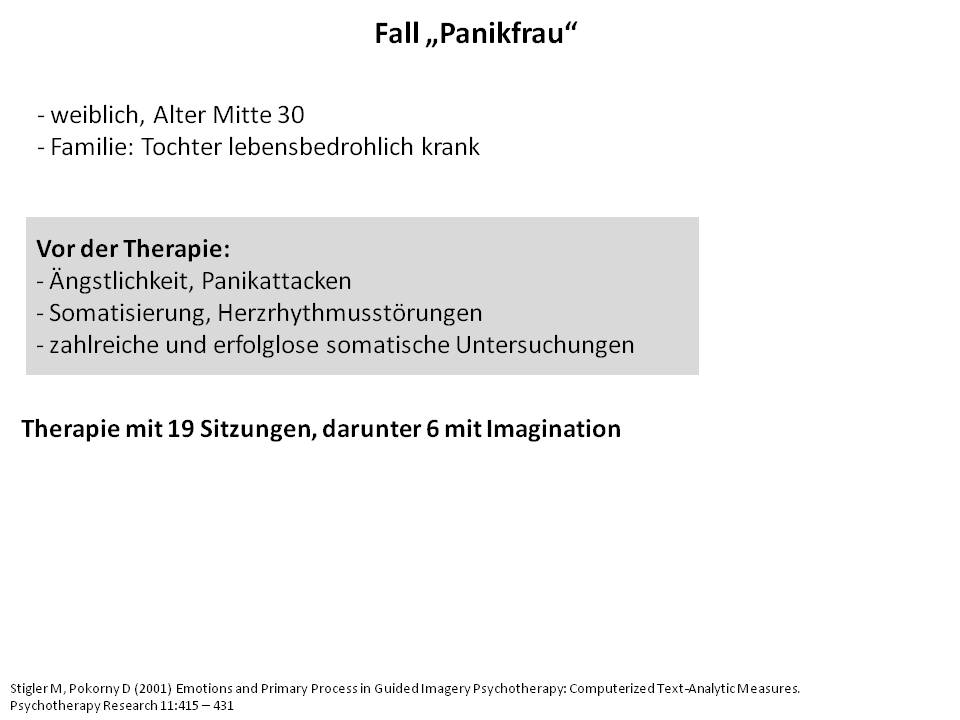 Fall „Panikfrau“
- weiblich, Alter Mitte 30
- Familie: Tochter lebensbedrohlich krank
Vor der Therapie:
- Ängstlichkeit, Panikattacken
- Somatisierung, Herzrhythmusstörungen
- zahlreiche und erfolglose somatische Untersuchungen
Therapie mit 19 Sitzungen, darunter 6 mit Imagination
Stigler M, Pokorny D (2001) Emotions and Primary Process in Guided Imagery Psychotherapy: Computerized Text-Analytic Measures.
Psychotherapy Research 11:415 – 431